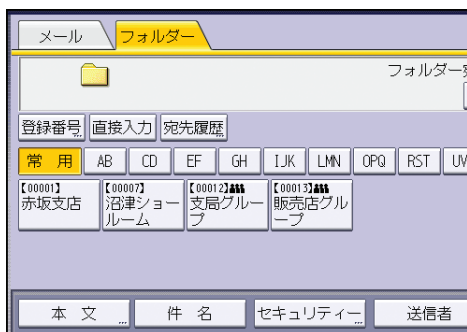 メール フォルダー
フォルダー宛
登録番号 直接入力 宛先履歴
常 用 AB CD EF GH IJK LMN OPQ RST UV
【00001】 【00007】 【00012】 【00013】
赤坂支店 沼津ショー 支局グルー 販売店グル
ルーム プ ープ
本 文 件 名 セキュリティー 送信者